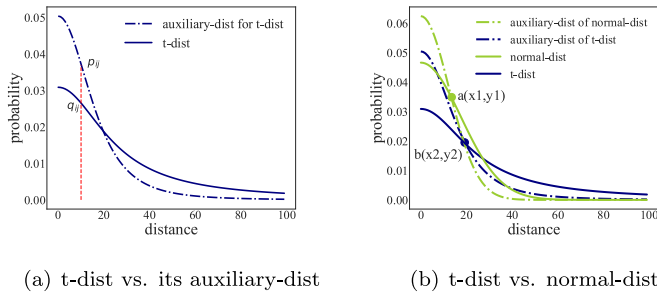 auxiliary-dist for t-dist
t-dist
p_ij
q_ij
probability
0.05
0.04
0.03
0.02
0.01
0.00
0 20 40 60 80 100
distance
(a) t-dist vs. its auxiliary-dist
auxiliary-dist of normal-dist
auxiliary-dist of t-dist
normal-dist
t-dist
a(x1,y1)
b(x2,y2)
probability
0.06
0.05
0.04
0.03
0.02
0.01
0.00
0 20 40 60 80 100
distance
(b) t-dist vs. normal-dist